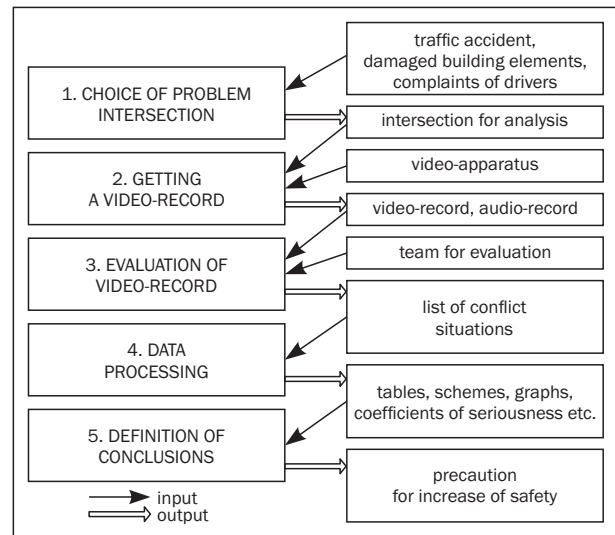 traffic accident,
damaged building elements,
complaints of drivers
1. CHOICE OF PROBLEM
INTERSECTION
intersection for analysis
2. GETTING
A VIDEO-RECORD
video-apparatus
video-record, audio-record
3. EVALUATION OF
VIDEO-RECORD
team for evaluation
list of conflict
situations
4. DATA
PROCESSING
tables, schemes, graphs,
coefficients of seriousness etc.
5. DEFINITION OF
CONCLUSIONS
precaution
for increase of safety
input
output